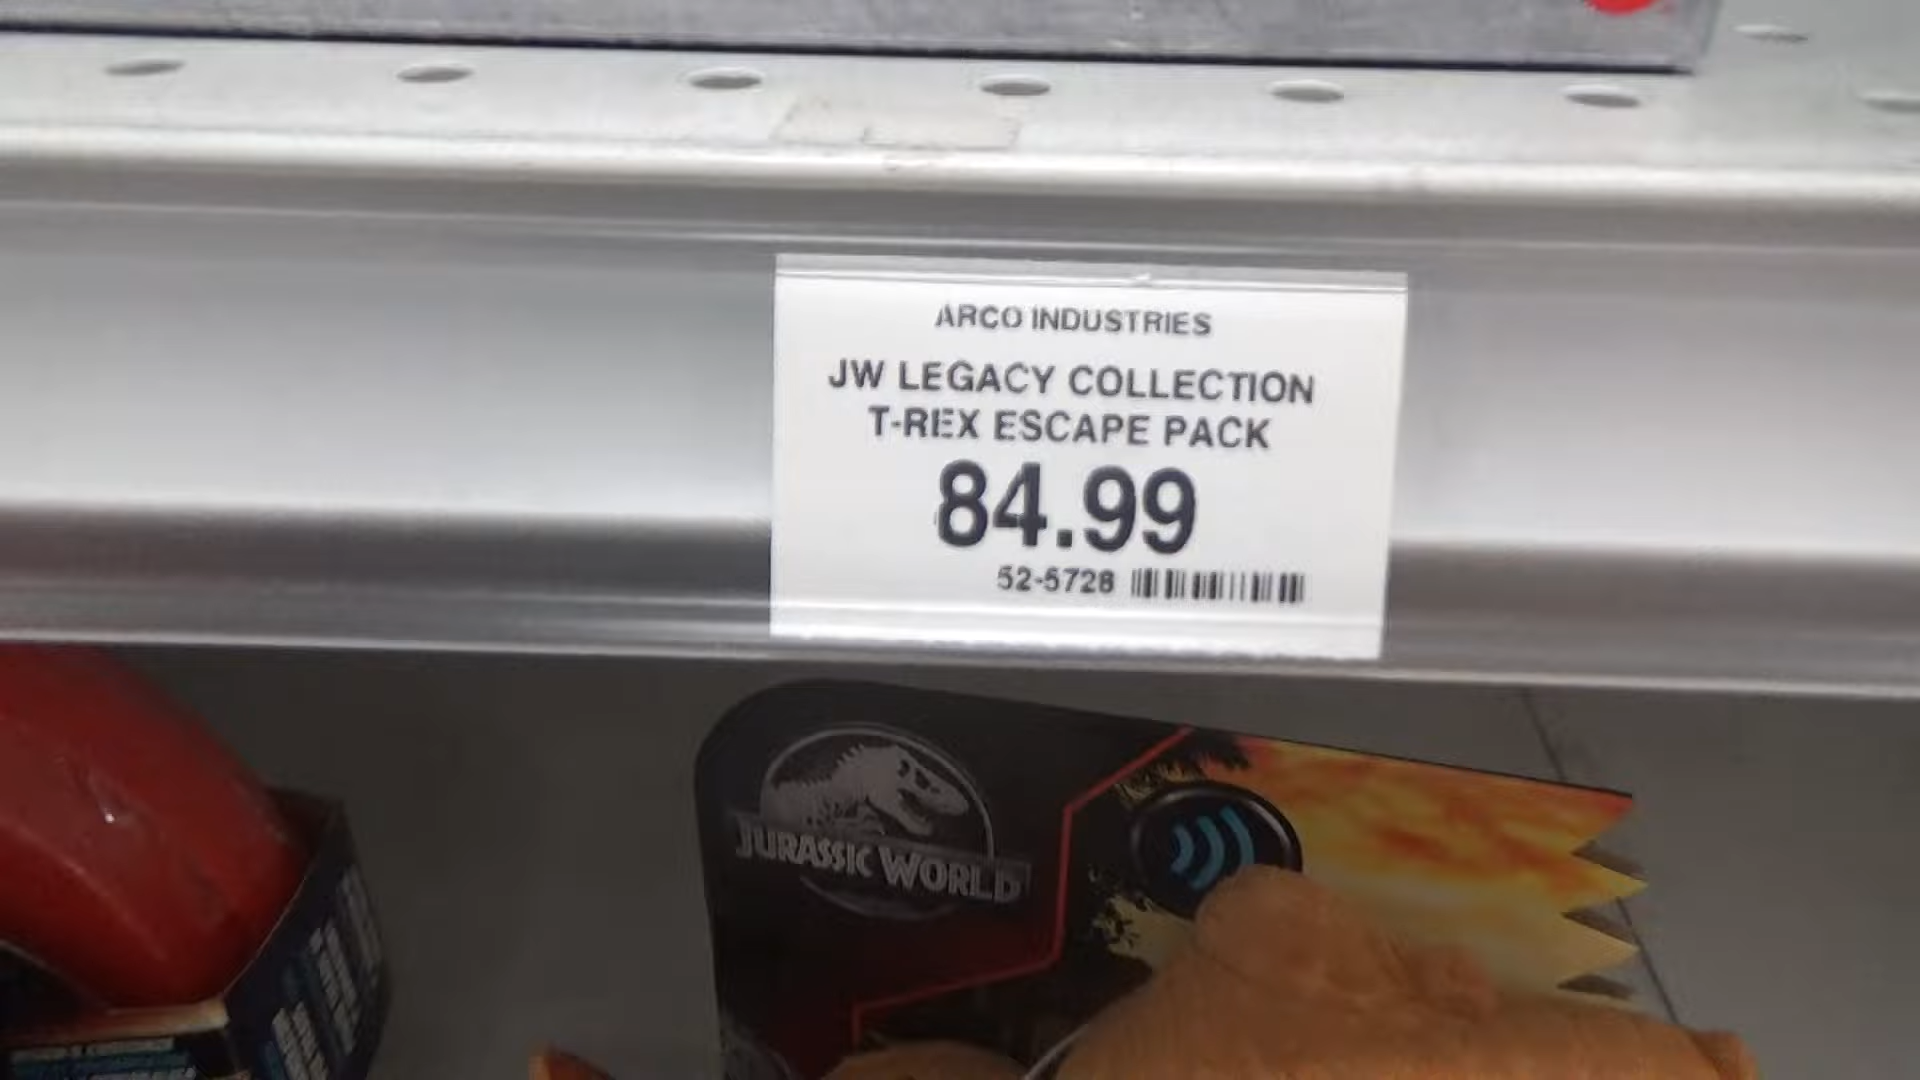 ARCO INDUSTRIES
JW LEGACY COLLECTION
T-REX ESCAPE PACK
84.99
52-5728
JURASSIC WORLD